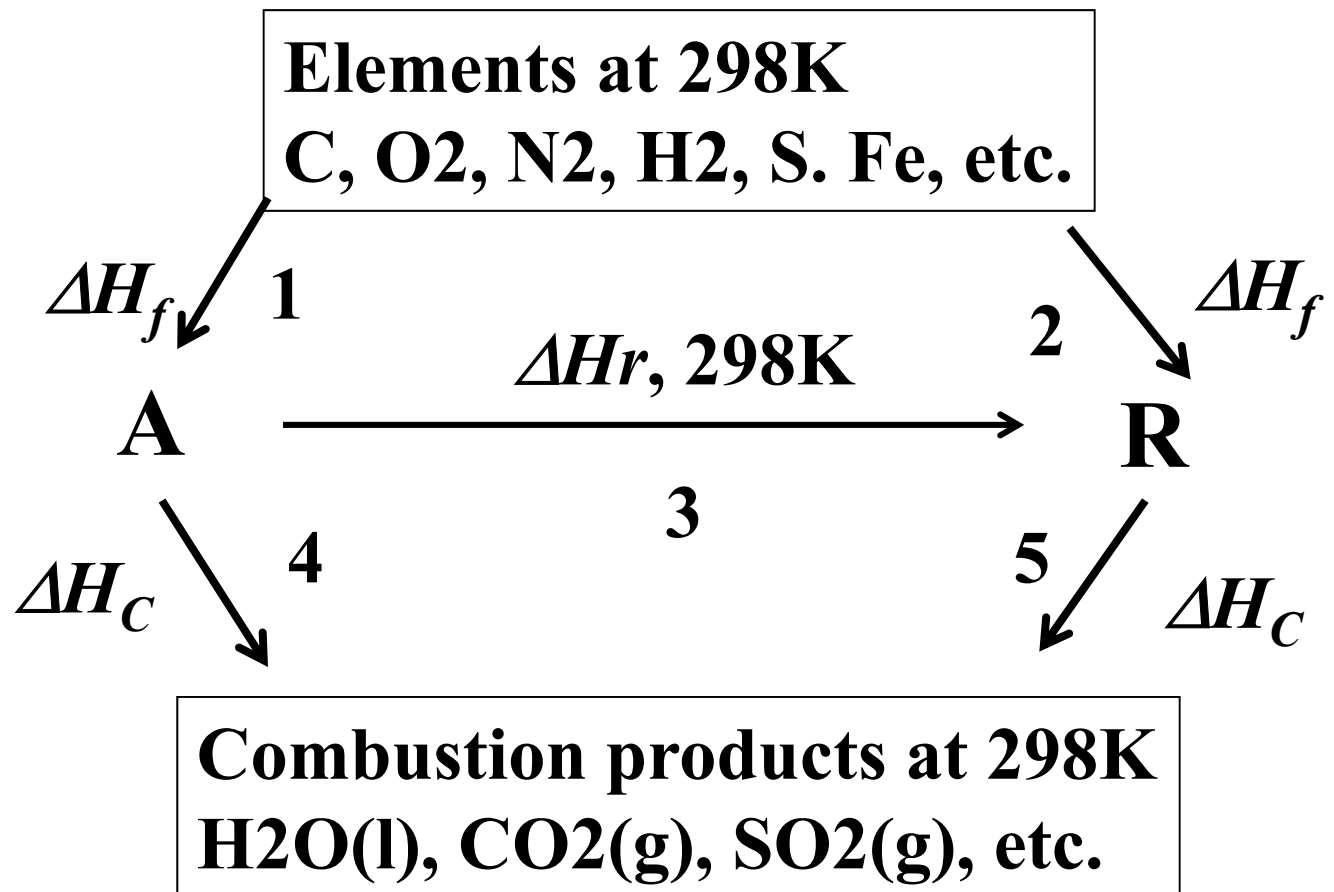 Elements at 298K
C, O2, N2, H2, S. Fe, etc.
ΔHf
1
2
ΔHf
ΔHr, 298K
A
R
3
4
5
ΔHC
ΔHC
Combustion products at 298K
H2O(l), CO2(g), SO2(g), etc.